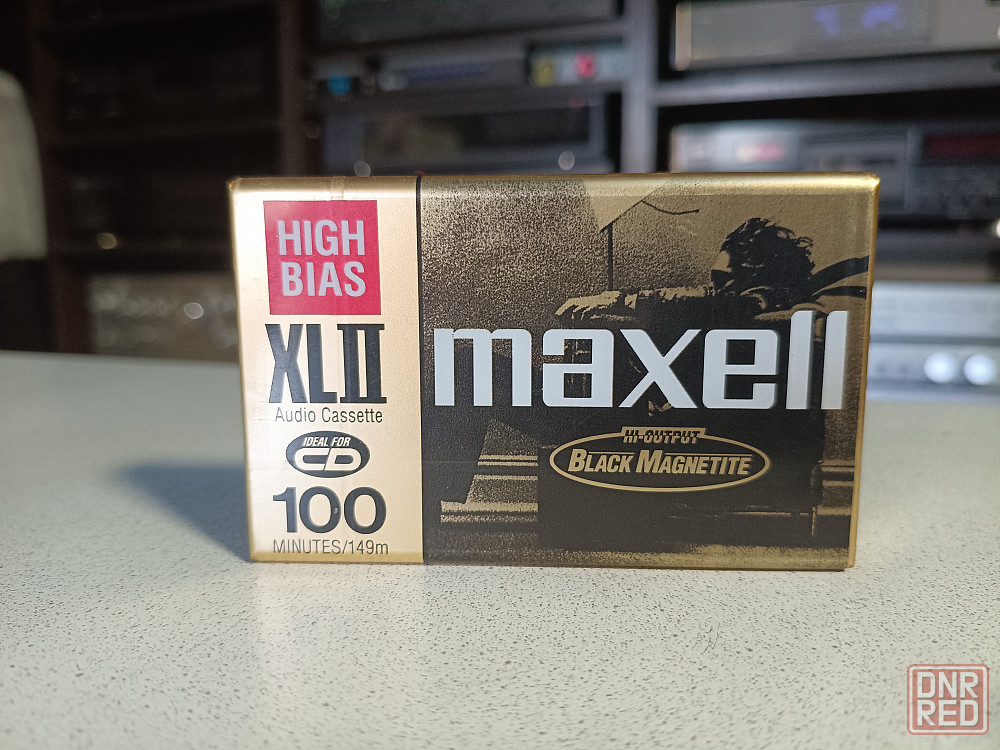 HIGH
BIAS
XLII
Audio Cassette
IDEAL FOR
CD
100
MINUTES/149m
maxell
HI-OUTPUT
BLACK MAGNETITE
DNR
RED